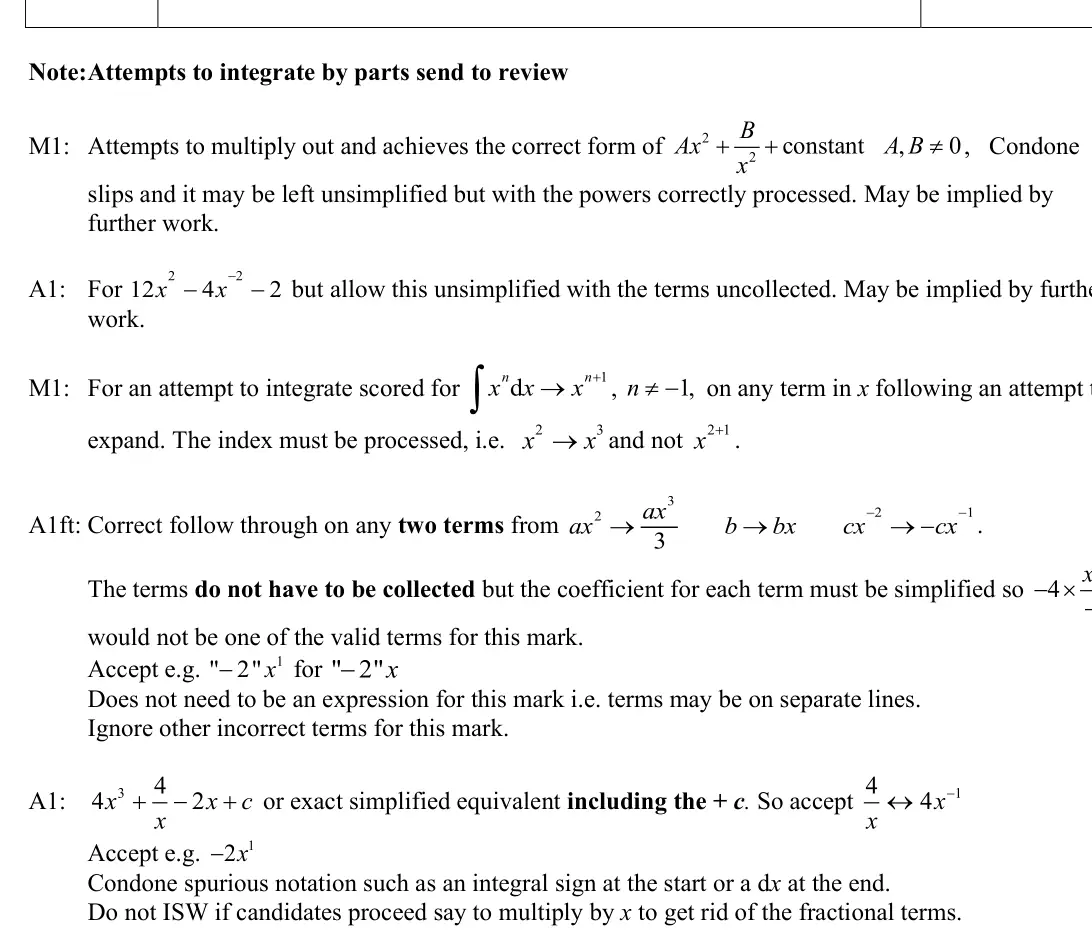 Note:Attempts to integrate by parts send to review
M1: Attempts to multiply out and achieves the correct form of Ax² + B/x² + constant A, B ≠ 0, Condone
slips and it may be left unsimplified but with the powers correctly processed. May be implied by
further work.
A1: For 12x² − 4x⁻² − 2 but allow this unsimplified with the terms uncollected. May be implied by
work.
M1: For an attempt to integrate scored for ∫xⁿdx → xⁿ⁺¹, n ≠ −1, on any term in x following an attempt
expand. The index must be processed, i.e. x² → x³ and not x²⁺¹.
A1ft: Correct follow through on any two terms from ax² → ax³/3 b → bx cx⁻² → −cx⁻¹.
The terms do not have to be collected but the coefficient for each term must be simplified so −4×
would not be one of the valid terms for this mark.
Accept e.g. "− 2"x¹ for "− 2"x
Does not need to be an expression for this mark i.e. terms may be on separate lines.
Ignore other incorrect terms for this mark.
A1: 4x³ + 4/x − 2x + c or exact simplified equivalent including the + c. So accept 4/x ↔ 4x⁻¹
Accept e.g. −2x¹
Condone spurious notation such as an integral sign at the start or a dx at the end.
Do not ISW if candidates proceed say to multiply by x to get rid of the fractional terms.